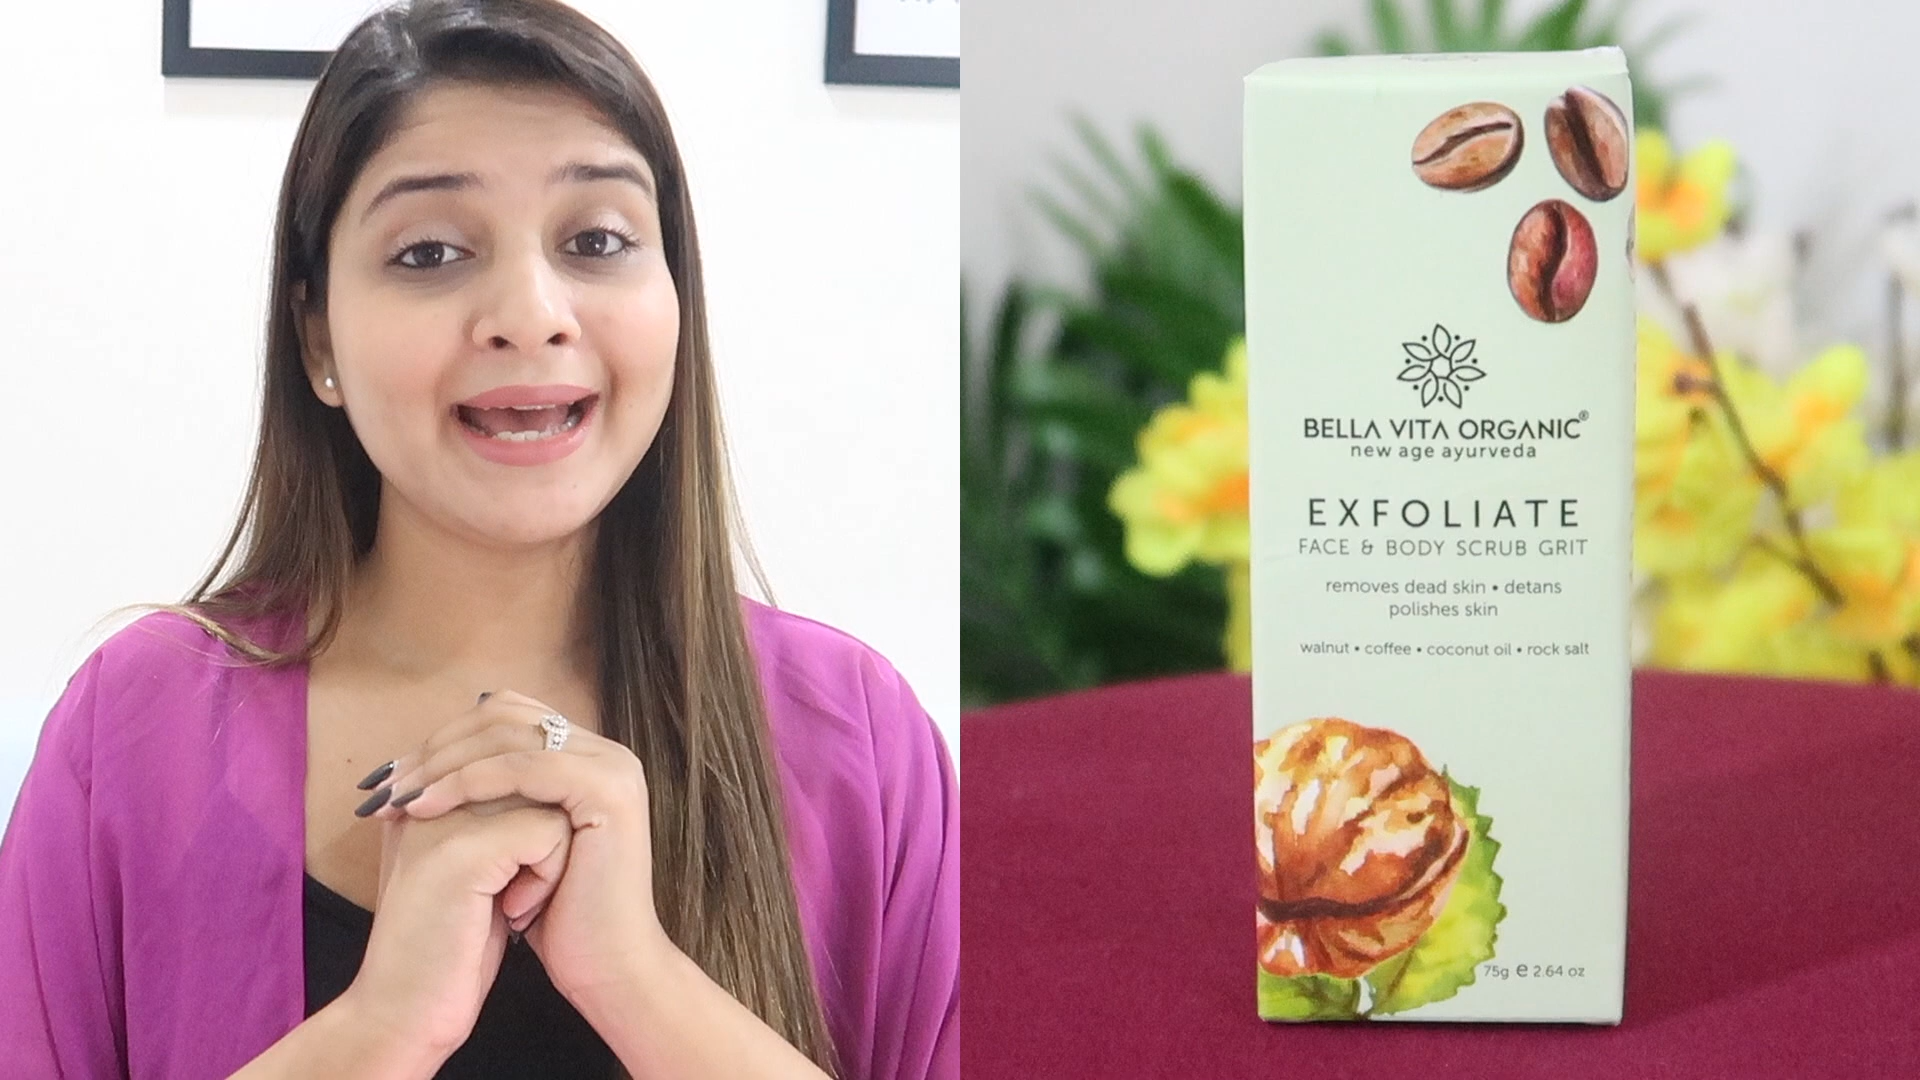 BELLA VITA ORGANIC®
new age ayurveda
EXFOLIATE
FACE & BODY SCRUB GRIT
removes dead skin • detans
polishes skin
walnut • coffee • coconut oil • rock salt
75g e 2.64 oz